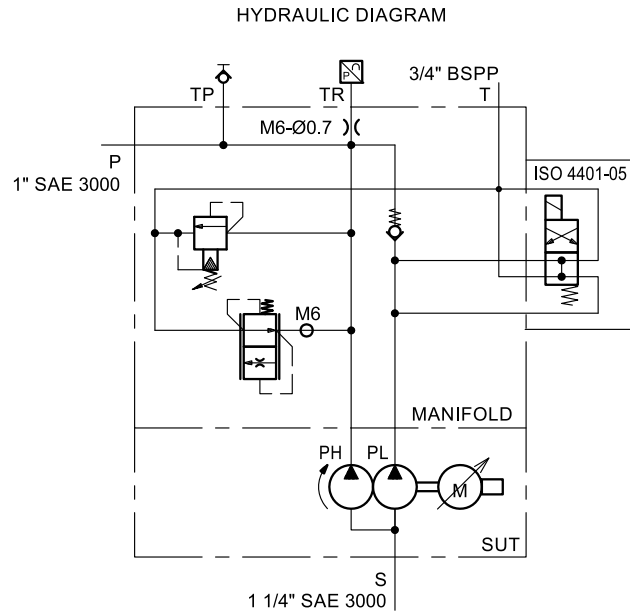 HYDRAULIC DIAGRAM
3/4" BSPP
TP
TR
T
M6-Ø0.7
P
1" SAE 3000
ISO 4401-05
P
M6
MANIFOLD
PH
PL
M
SUT
S
1 1/4" SAE 3000